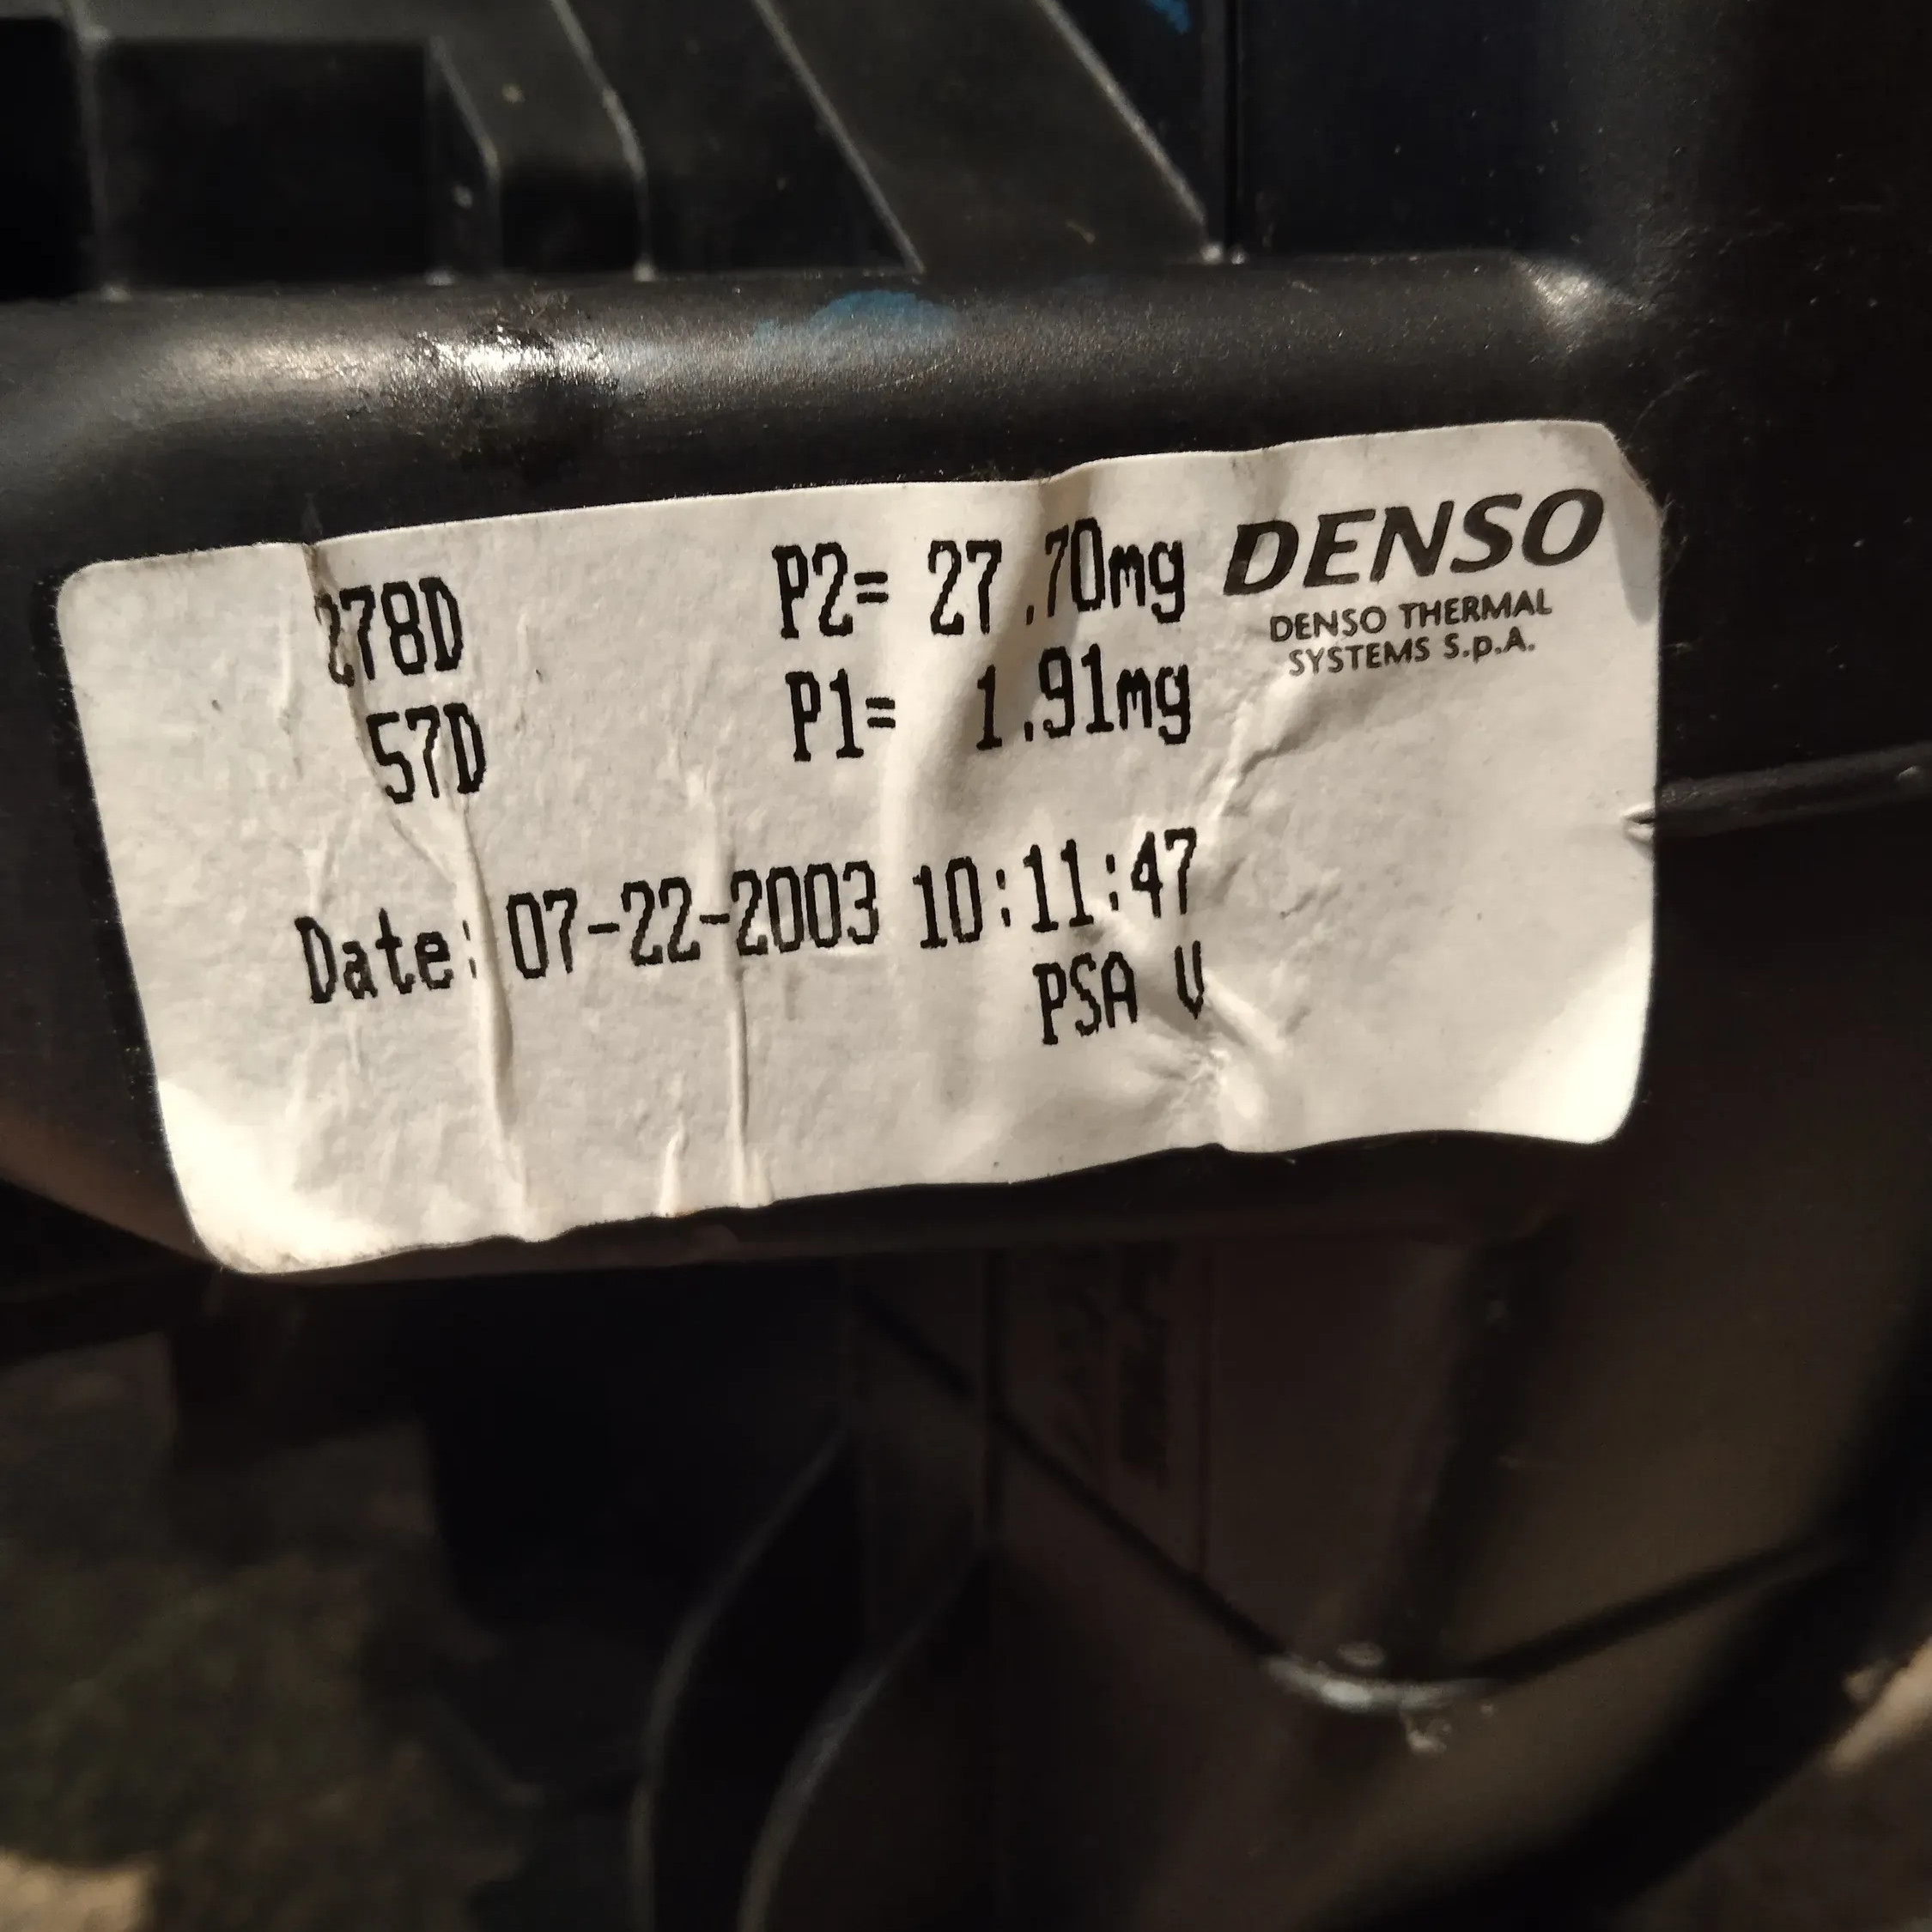 278D P2= 27.70mg DENSO
DENSO THERMAL
SYSTEMS S.p.A.
57D P1= 1.91mg
Date: 07-22-2003 10:11:47
PSA V